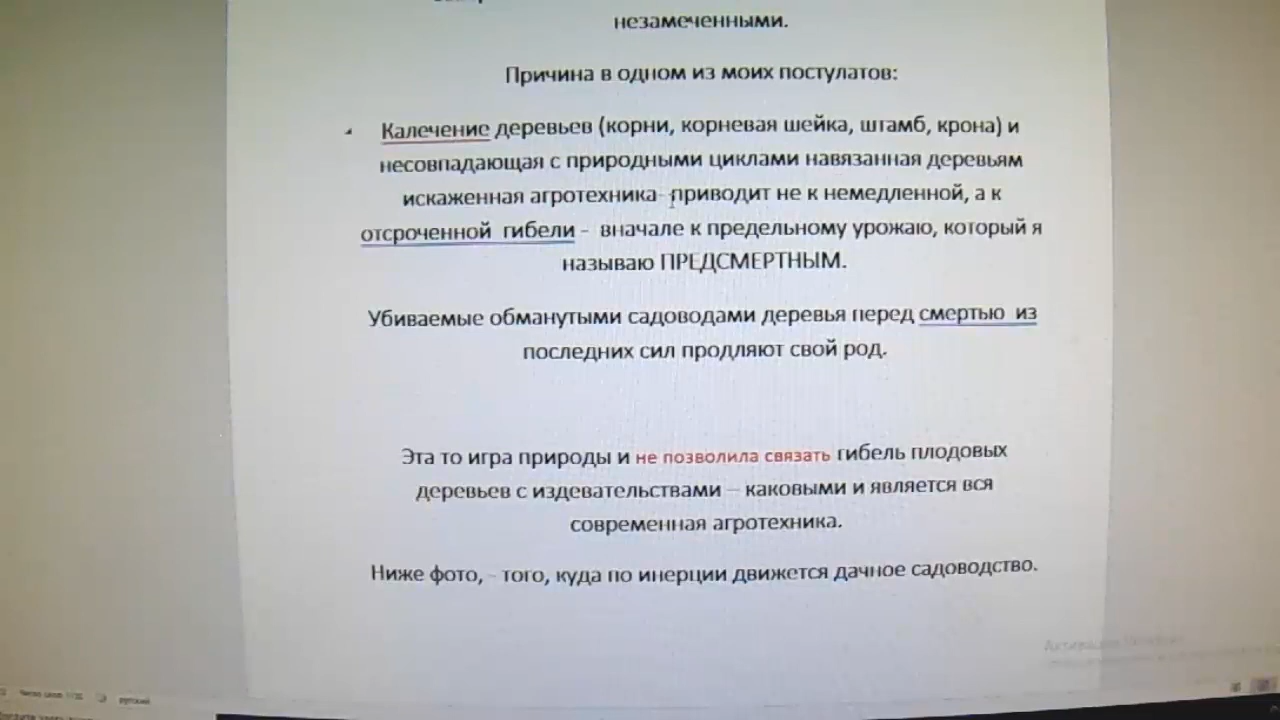 незамеченными.
Причина в одном из моих постулатов:
Калечение деревьев (корни, корневая шейка, штамб, крона) и
несовпадающая с природными циклами навязанная деревьям
искаженная агротехника- приводит не к немедленной, а к
отсроченной гибели - вначале к предельному урожаю, который я
называю ПРЕДСМЕРТНЫМ.
Убиваемые обманутыми садоводами деревья перед смертью из
последних сил продляют свой род.
Эта то игра природы и не позволила связать гибель плодовых
деревьев с издевательствами – каковыми и является вся
современная агротехника.
Ниже фото, - того, куда по инерции движется дачное садоводство.
русский